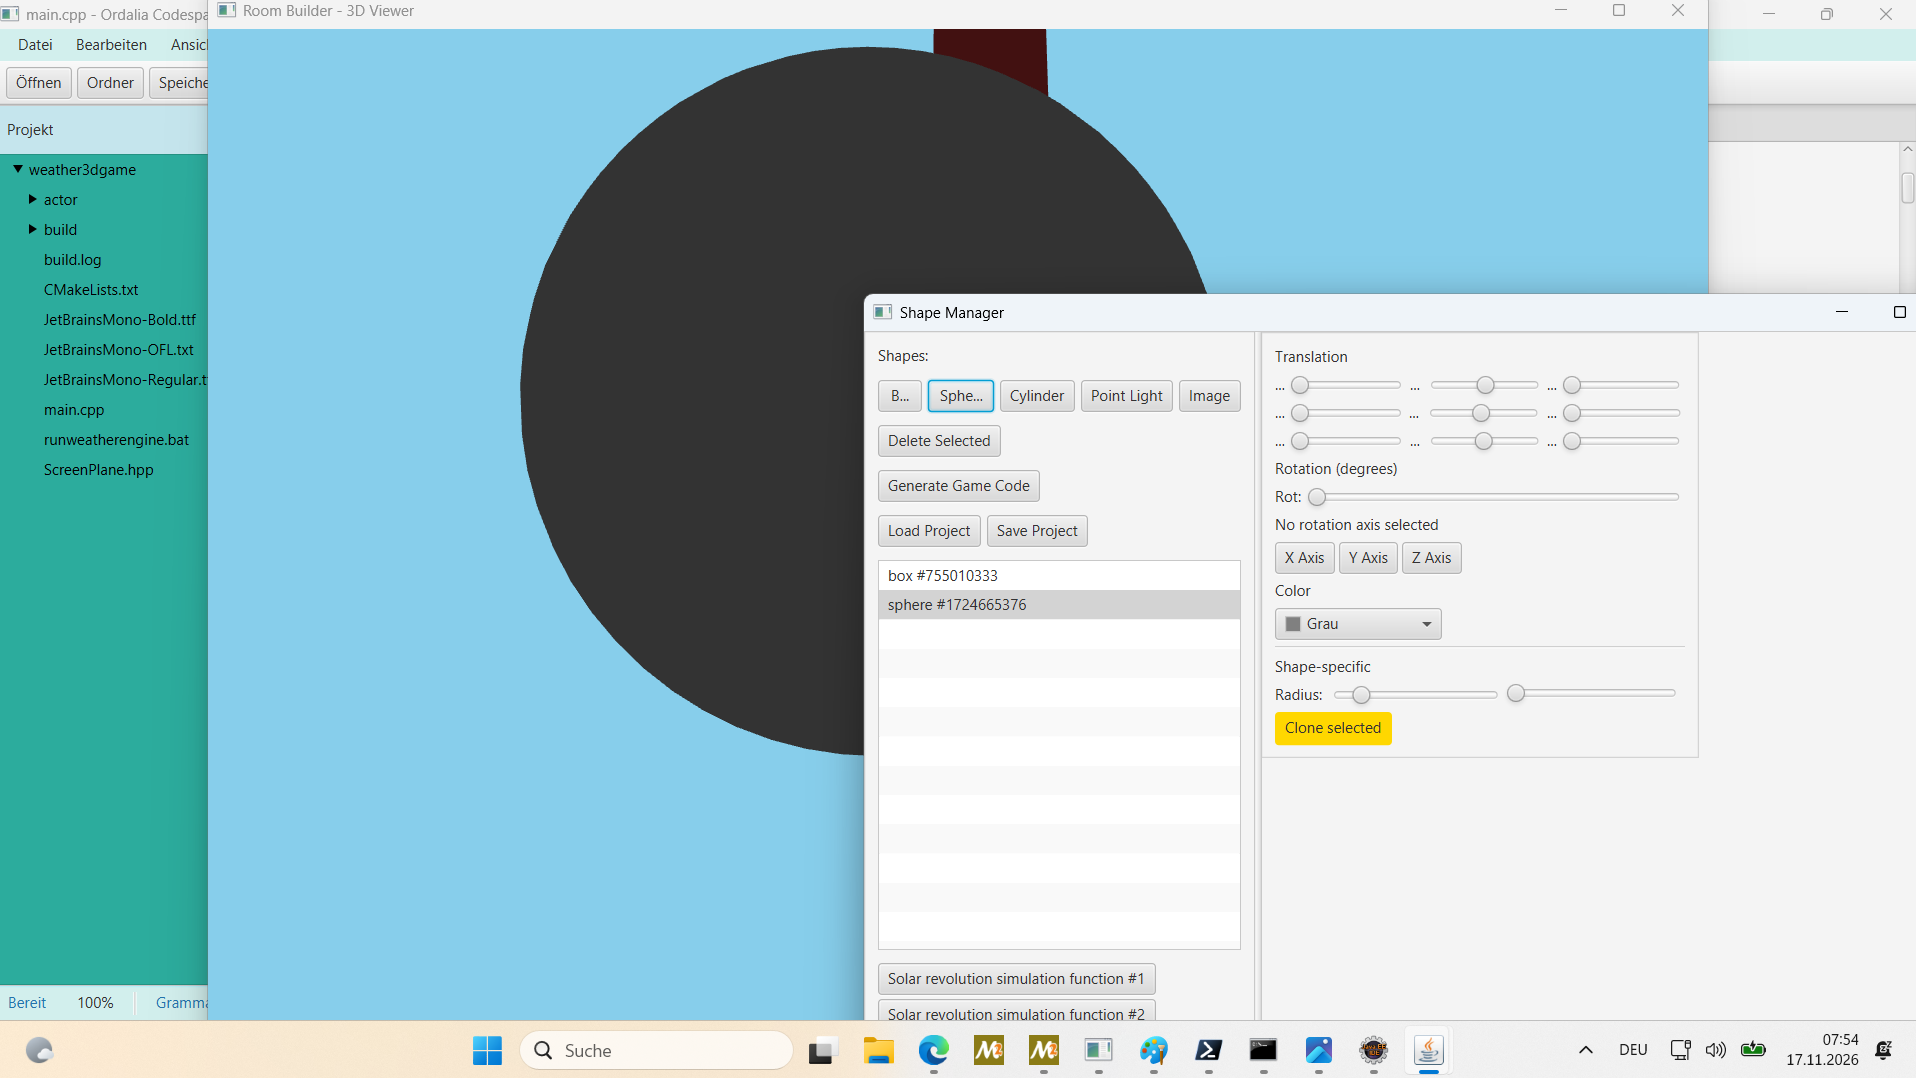 main.cpp - Ordalia Codespa
Room Builder - 3D Viewer
Datei Bearbeiten Ansic
Öffnen Ordner Speiche
Projekt
weather3dgame
actor
build
build.log
CMakeLists.txt
JetBrainsMono-Bold.ttf
JetBrainsMono-OFL.txt
JetBrainsMono-Regular.t
main.cpp
runweatherengine.bat
ScreenPlane.hpp
Bereit 100% Gramma
Shape Manager
Shapes:
B... Sphe... Cylinder Point Light Image
Delete Selected
Generate Game Code
Load Project Save Project
box #755010333
sphere #1724665376
Solar revolution simulation function #1
Solar revolution simulation function #2
Translation
... ... ...
... ... ...
... ... ...
Rotation (degrees)
Rot:
No rotation axis selected
X Axis Y Axis Z Axis
Color
Grau
Shape-specific
Radius:
Clone selected
Suche
DEU
07:54
17.11.2026